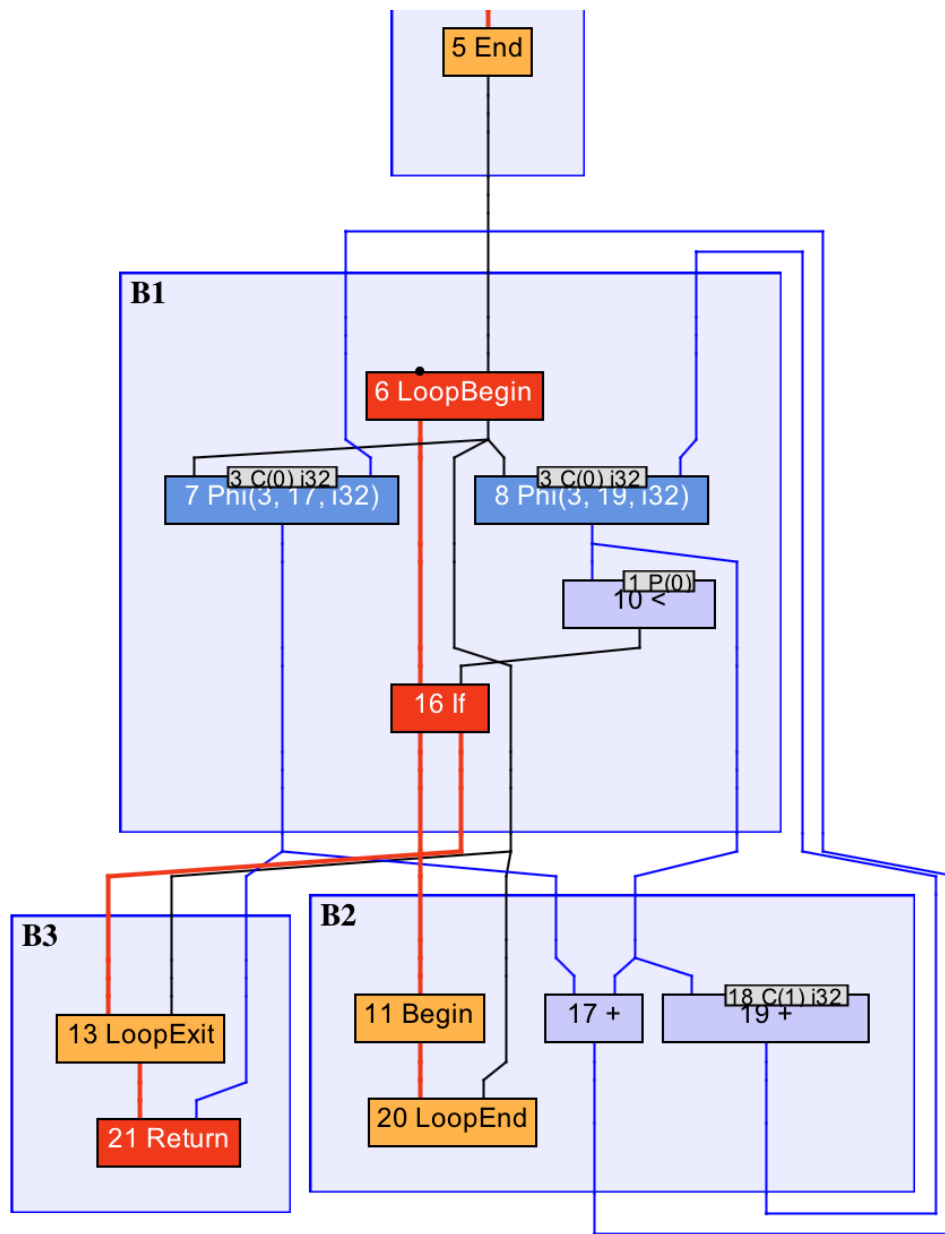 5 End
B1
6 LoopBegin
3 C(0) i32
7 Phi(3, 17, i32)
3 C(0) i32
8 Phi(3, 19, i32)
1 P(0)
10 <
16 If
B3
B2
13 LoopExit
11 Begin
17 +
18 C(1) i32
19 +
21 Return
20 LoopEnd